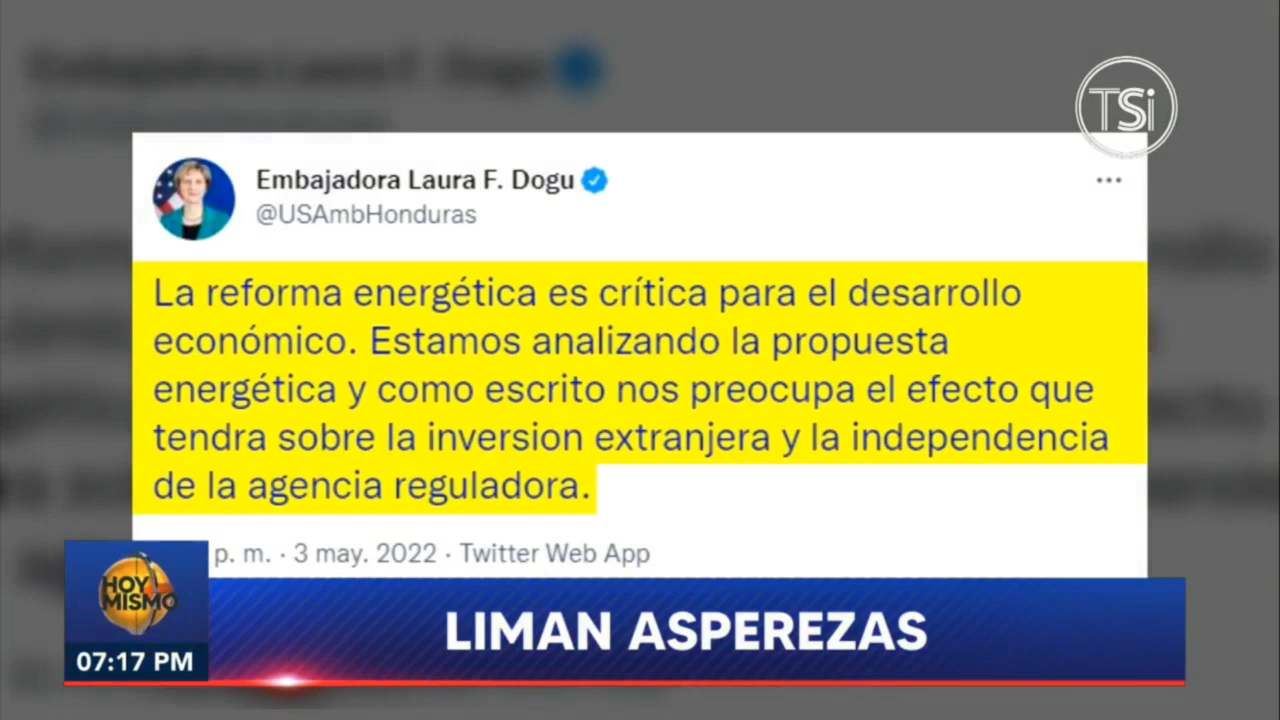 TSi
Embajadora Laura F. Dogu
@USAmbHonduras
La reforma energética es crítica para el desarrollo
económico. Estamos analizando la propuesta
energética y como escrito nos preocupa el efecto que
tendra sobre la inversion extranjera y la independencia
de la agencia reguladora.
p. m. · 3 may. 2022 · Twitter Web App
HOY
MISMO
LIMAN ASPEREZAS
07:17 PM